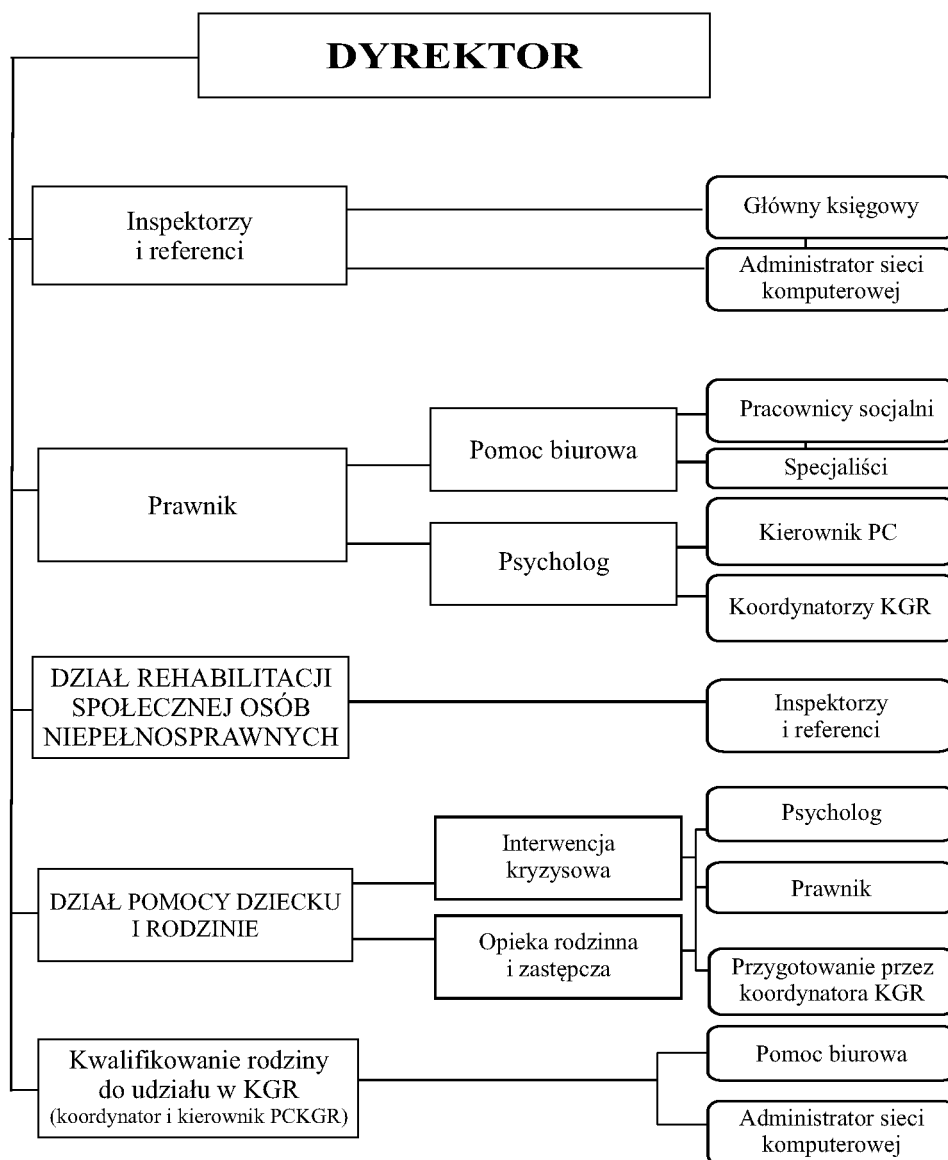 DYREKTOR
Inspektorzy
i referenci
Główny księgowy
Administrator sieci
komputerowej
Prawnik
Pomoc biurowa
Pracownicy socjalni
Specjaliści
Psycholog
Kierownik PC
Koordynatorzy KGR
DZIAŁ REHABILITACJI
SPOŁECZNEJ OSÓB
NIEPEŁNOSPRAWNYCH
Inspektorzy
i referenci
DZIAŁ POMOCY DZIECKU
I RODZINIE
Interwencja
kryzysowa
Opieka rodzinna
i zastępcza
Psycholog
Prawnik
Przygotowanie przez
koordynatora KGR
Kwalifikowanie rodziny
do udziału w KGR
(koordynator i kierownik PCKGR)
Pomoc biurowa
Administrator sieci
komputerowej